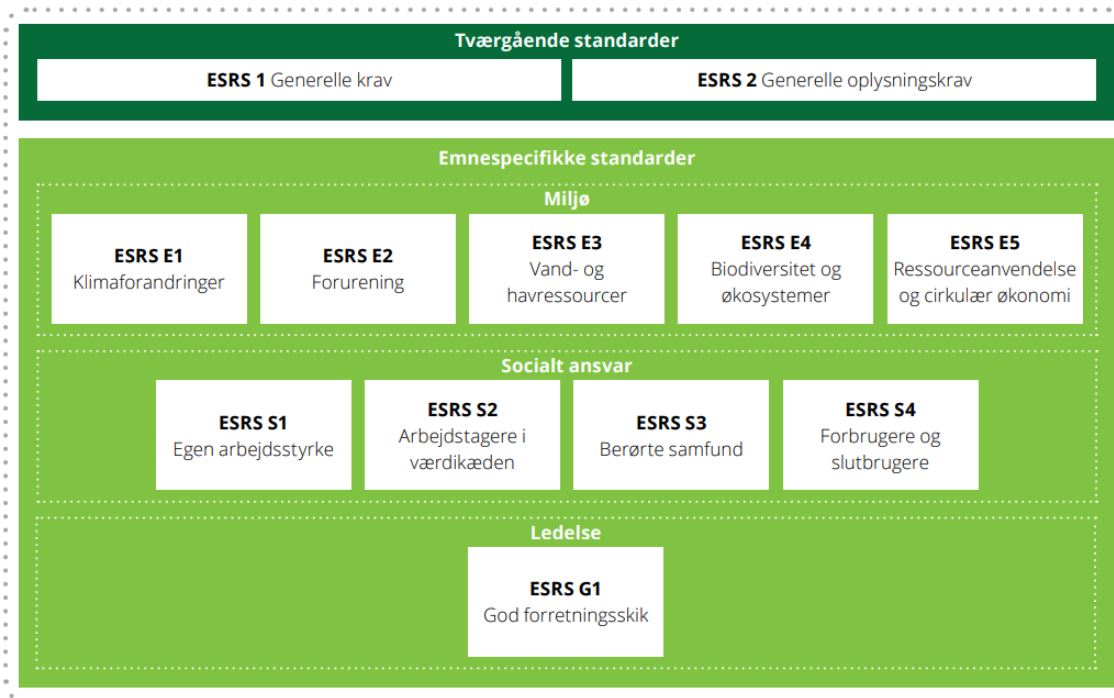 Tværgående standarder
ESRS 1 Generelle krav
ESRS 2 Generelle oplysningskrav
Emnespecifikke standarder
Miljø
ESRS E1
Klimaforandringer
ESRS E2
Forurening
ESRS E3
Vand- og
havressourcer
ESRS E4
Biodiversitet og
økosystemer
ESRS E5
Ressourceanvendelse
og cirkulær økonomi
Socialt ansvar
ESRS S1
Egen arbejdsstyrke
ESRS S2
Arbejdstagere i
værdikæden
ESRS S3
Berørte samfund
ESRS S4
Forbrugere og
slutbrugere
Ledelse
ESRS G1
God forretningsskik